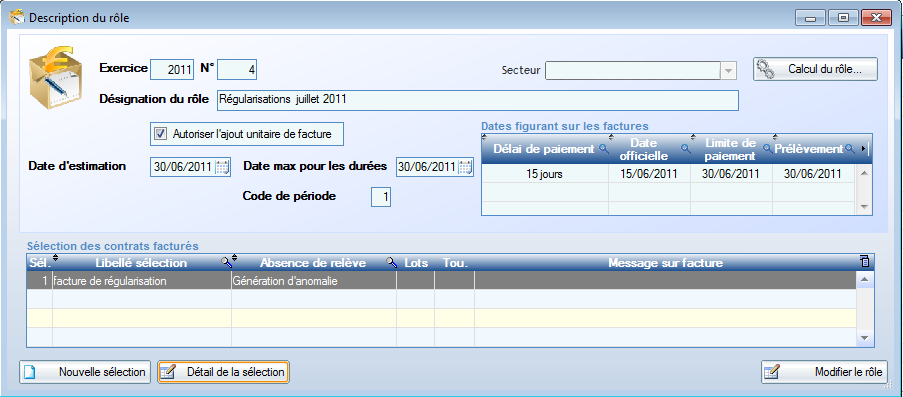 Description du rôle
Exercice 2011 N° 4 Secteur Calcul du rôle...
Désignation du rôle Régularisations juillet 2011
Autoriser l'ajout unitaire de facture
Dates figurant sur les factures
Délai de paiement Date officielle Limite de paiement Prélèvement
15 jours 15/06/2011 30/06/2011 30/06/2011
Date d'estimation 30/06/2011 Date max pour les durées 30/06/2011
Code de période 1
Sélection des contrats facturés
Sél. Libellé sélection Absence de relève Lots Tou. Message sur facture
1 facture de régularisation Génération d'anomalie
Nouvelle sélection Détail de la sélection Modifier le rôle